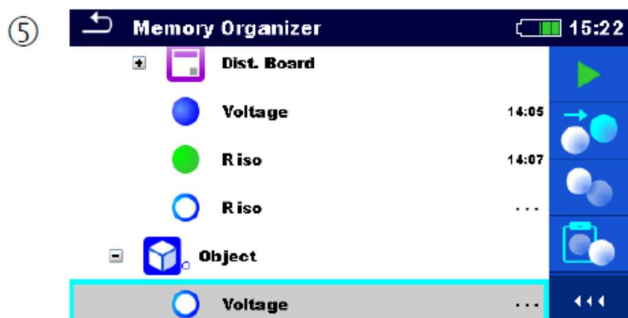 ⑤
Memory Organizer 15:22
Dist. Board
Voltage 14:05
Riso 14:07
Riso ...
Object
Voltage ...